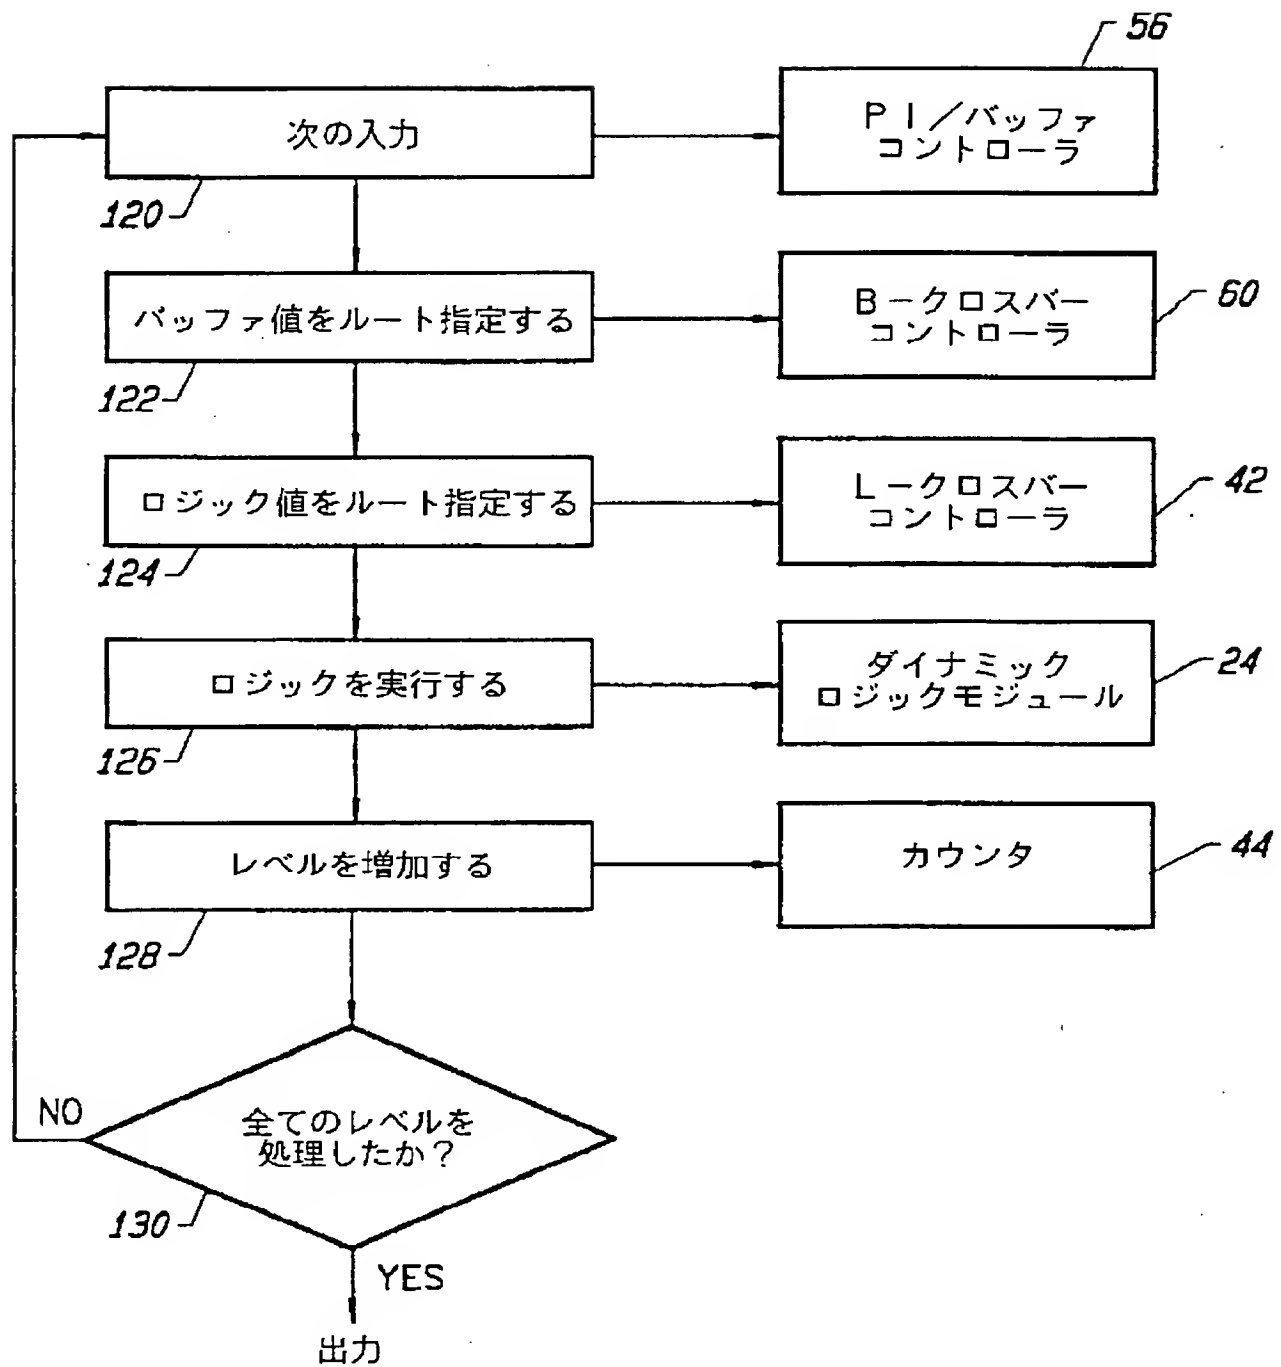 56
次の入力
PI／バッファ
コントローラ
120
バッファ値をルート指定する
B－クロスバー
コントローラ
60
122
ロジック値をルート指定する
L－クロスバー
コントローラ
42
124
ロジックを実行する
ダイナミック
ロジックモジュール
24
126
レベルを増加する
カウンタ
44
128
NO
全てのレベルを
処理したか？
130
YES
出力